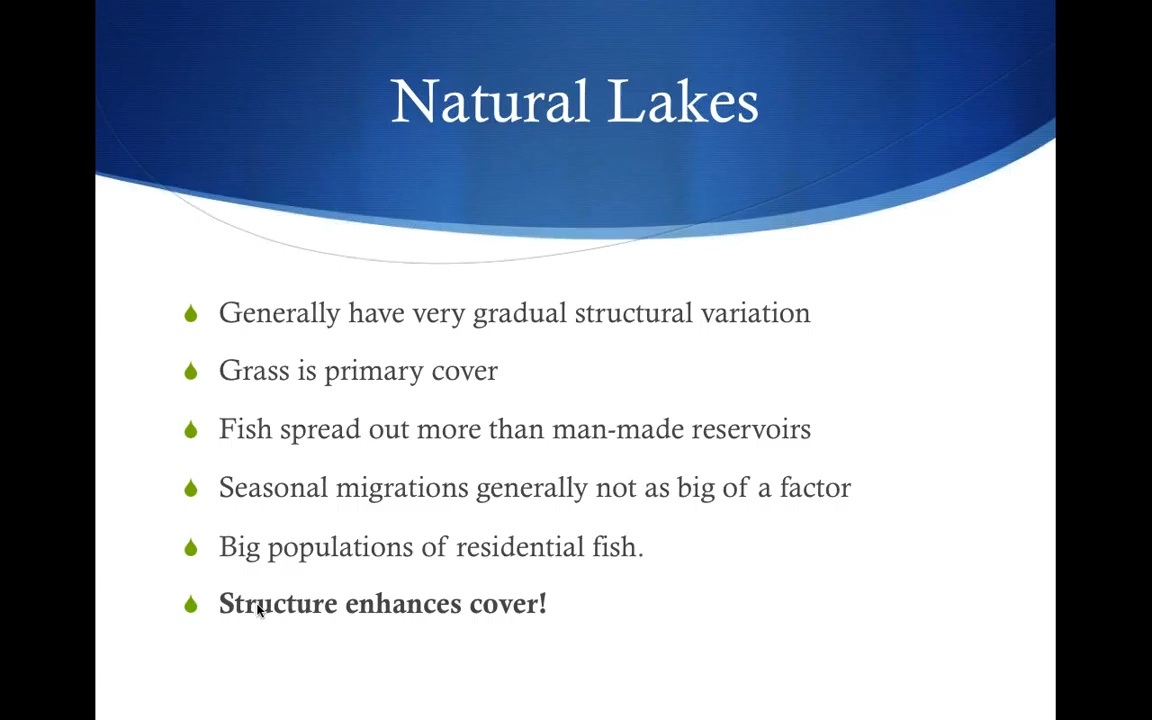 Natural Lakes
Generally have very gradual structural variation
Grass is primary cover
Fish spread out more than man-made reservoirs
Seasonal migrations generally not as big of a factor
Big populations of residential fish.
Structure enhances cover!